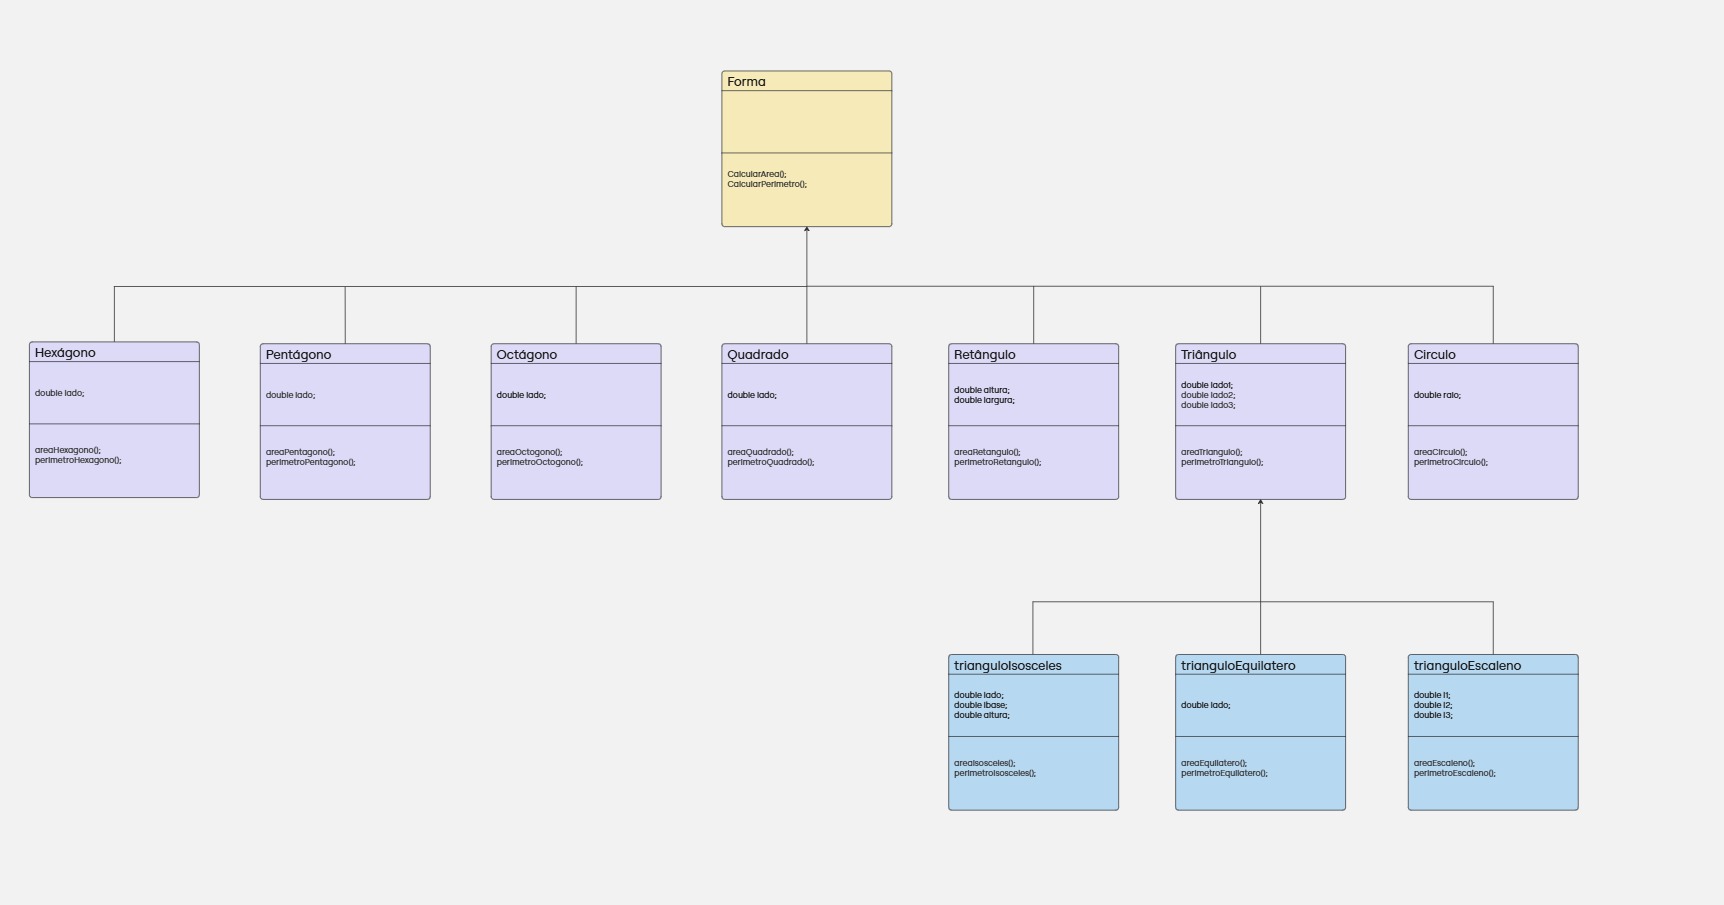 Forma
CalcularArea();
CalcularPerimetro();
Hexágono
double lado;
areaHexagono();
perimetroHexagono();
Pentágono
double lado;
areaPentagono();
perimetroPentagono();
Octágono
double lado;
areaOctogono();
perimetroOctogono();
Quadrado
double lado;
areaQuadrado();
perimetroQuadrado();
Retângulo
double altura;
double largura;
areaRetangulo();
perimetroRetangulo();
Triângulo
double lado1;
double lado2;
double lado3;
areaTriangulo();
perimetroTriangulo();
Circulo
double raio;
areaCirculo();
perimetroCirculo();
trianguloIsosceles
double lado;
double lbase;
double altura;
areaIsosceles();
perimetroIsosceles();
trianguloEquilatero
double lado;
areaEquilatero();
perimetroEquilatero();
trianguloEscaleno
double l1;
double l2;
double l3;
areaEscaleno();
perimetroEscaleno();